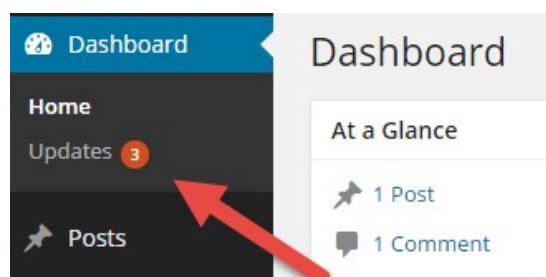 Dashboard
Home
Updates 3
Posts
Dashboard
At a Glance
1 Post
1 Comment